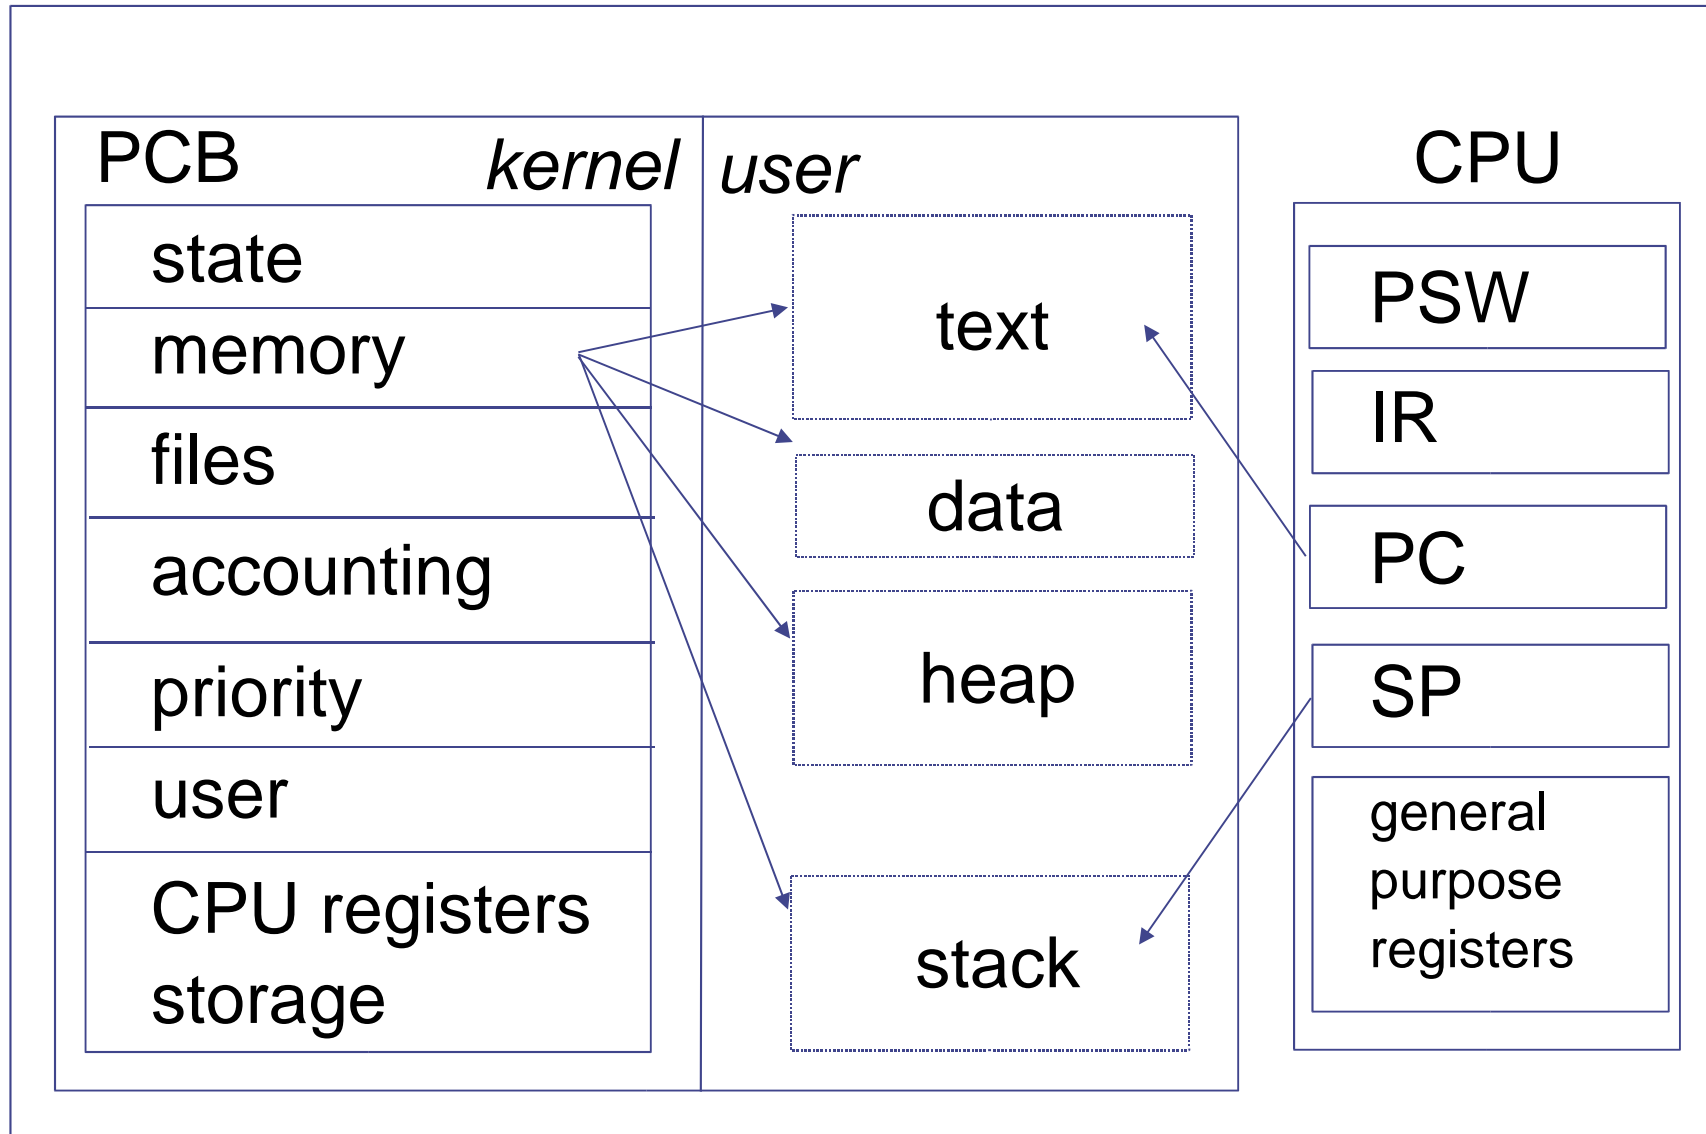 PCB
kernel
state
memory
files
accounting
priority
user
CPU registers
storage
user
text
data
heap
stack
CPU
PSW
IR
PC
SP
general
purpose
registers